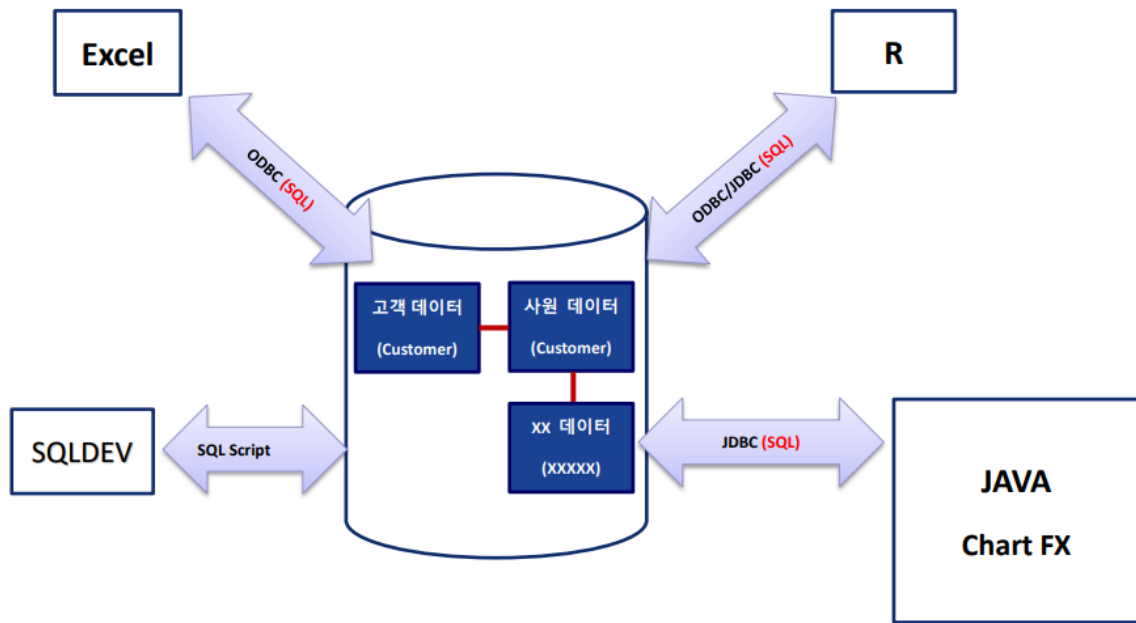 Excel
R
ODBC (SQL)
ODBC/JDBC (SQL)
고객 데이터
(Customer)
사원 데이터
(Customer)
SQLDEV
SQL Script
XX 데이터
(XXXXX)
JDBC (SQL)
JAVA
Chart FX